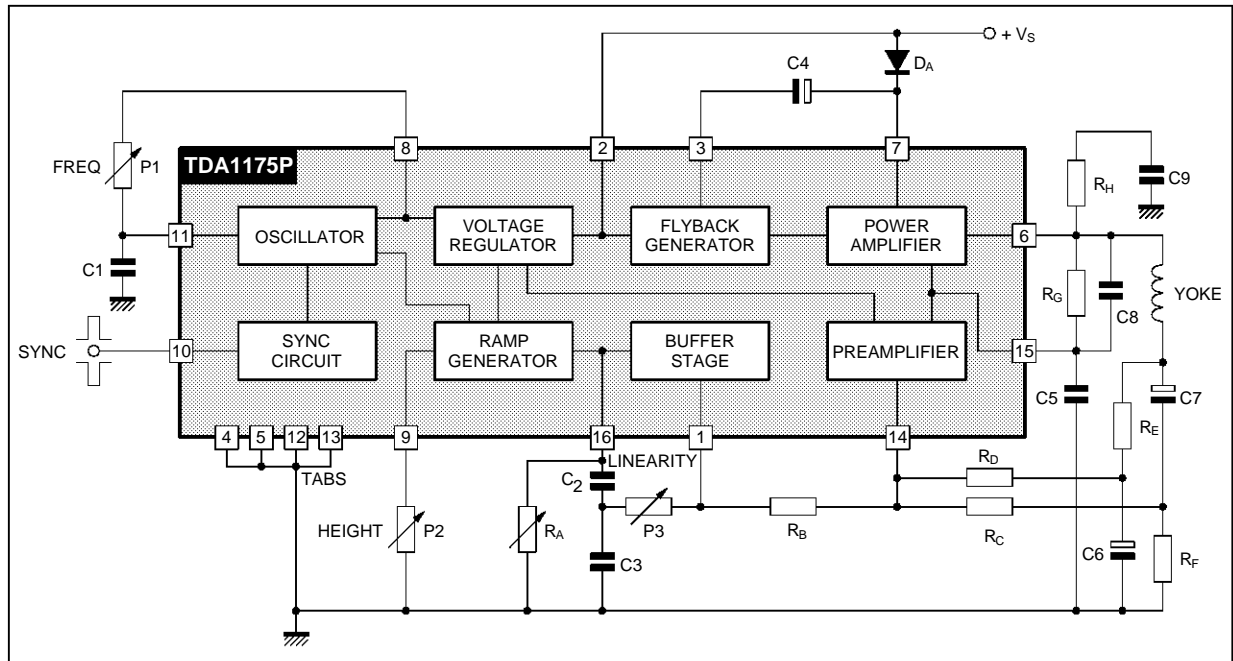 + VS
C4
DA
8
2
3
7
TDA1175P
FREQ
P1
RH
C9
OSCILLATOR
VOLTAGE
REGULATOR
FLYBACK
GENERATOR
POWER
AMPLIFIER
11
6
C1
RG
C8
YOKE
SYNC
10
SYNC
CIRCUIT
RAMP
GENERATOR
BUFFER
STAGE
PREAMPLIFIER
15
C5
C7
4
5
12
13
9
16
1
14
RE
TABS
LINEARITY
C2
RD
HEIGHT
P2
RA
P3
RB
RC
C3
C6
RF